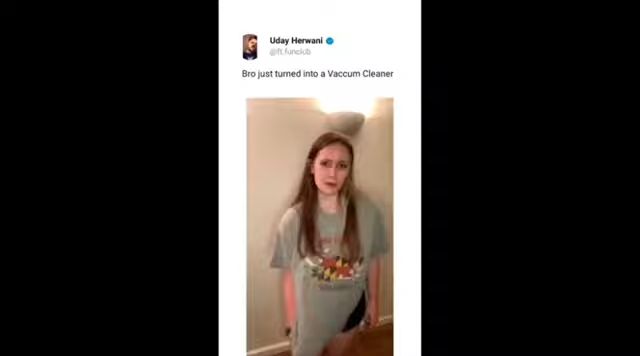 Uday Herwani
@ft.funclub
Bro just turned into a Vaccum Cleaner